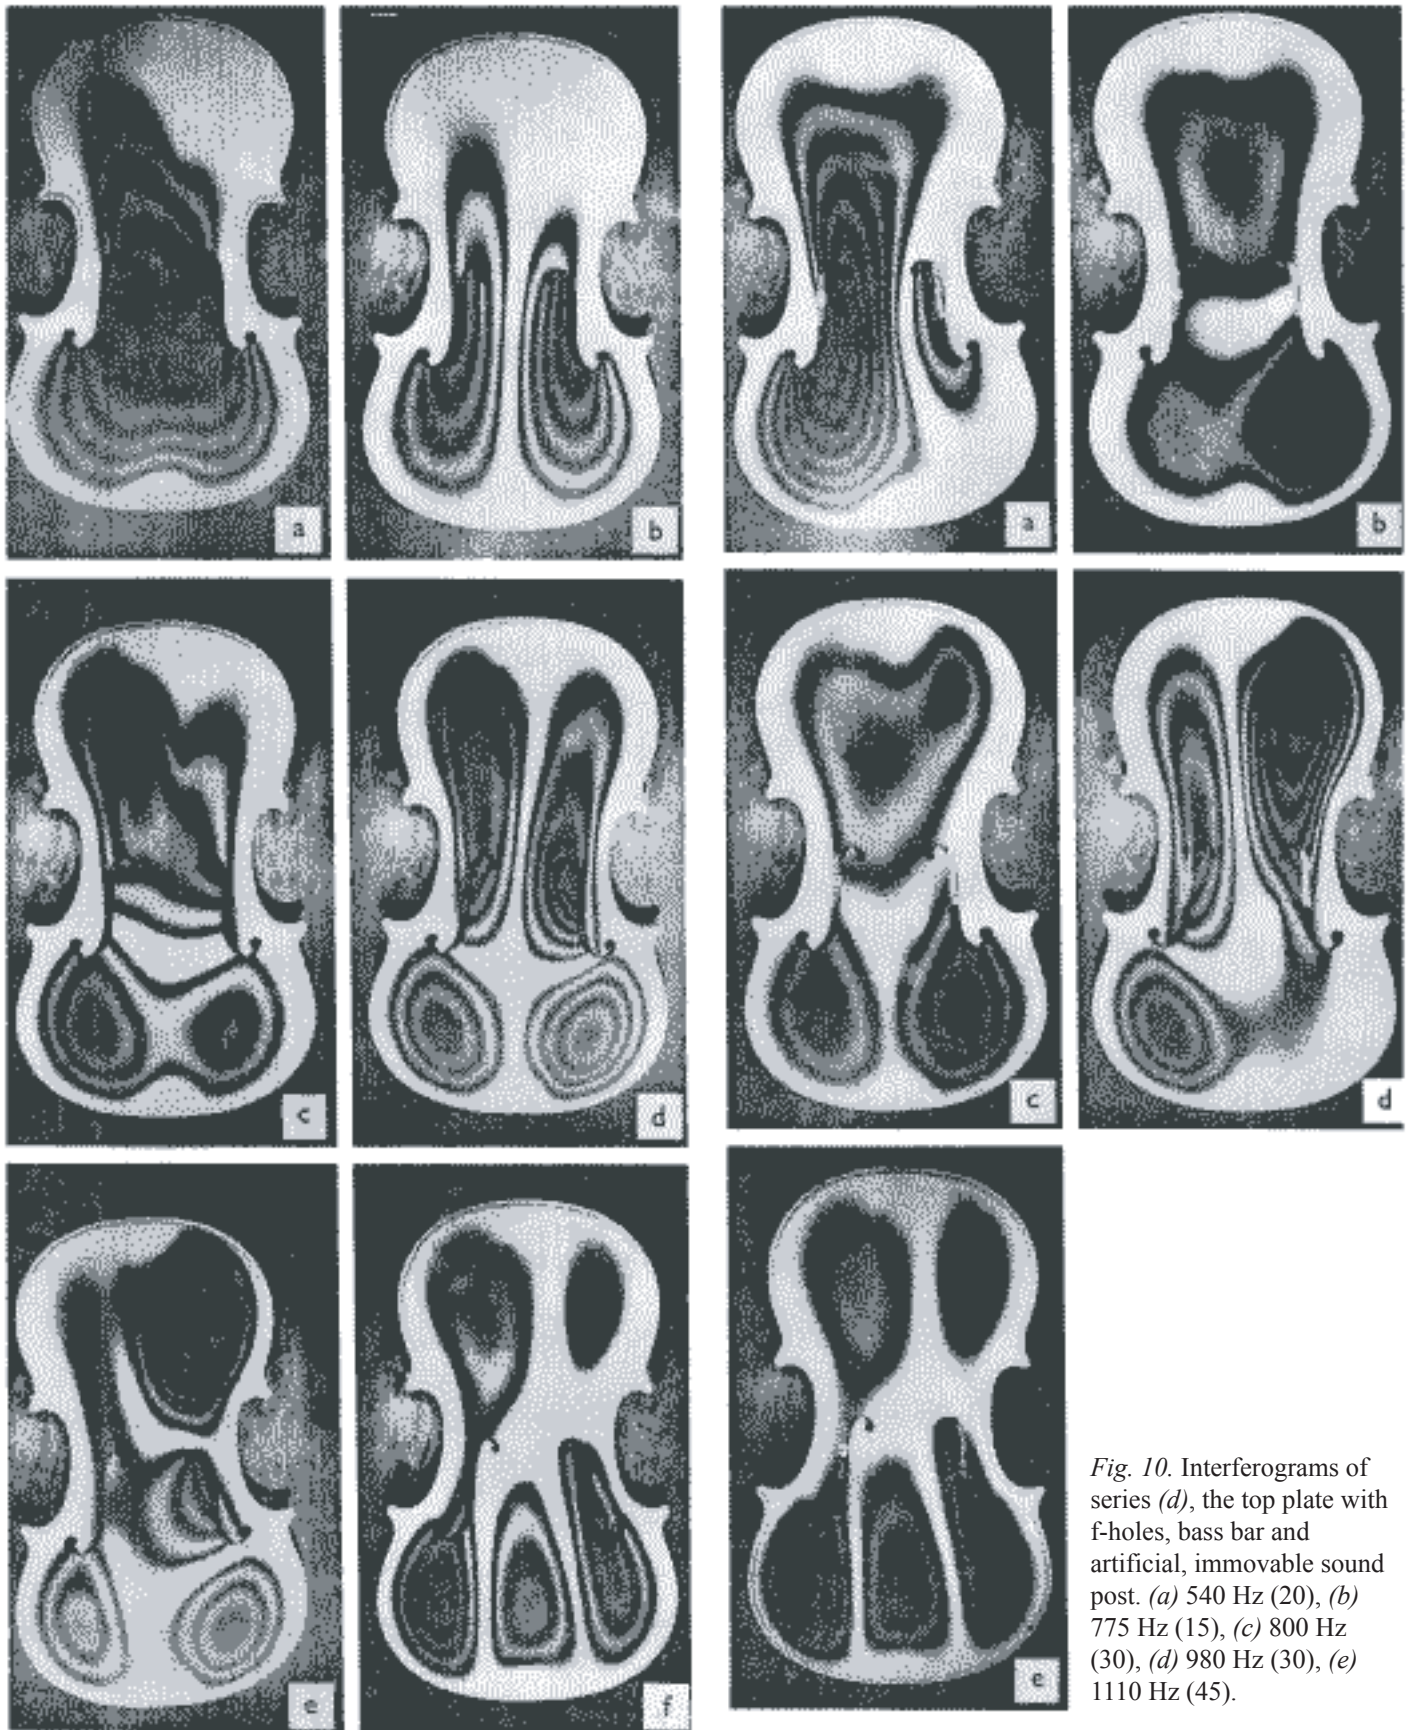 a
b
a
b
c
d
c
d
e
f
e
Fig. 10. Interferograms of
series (d), the top plate with
f-holes, bass bar and
artificial, immovable sound
post. (a) 540 Hz (20), (b)
775 Hz (15), (c) 800 Hz
(30), (d) 980 Hz (30), (e)
1110 Hz (45).